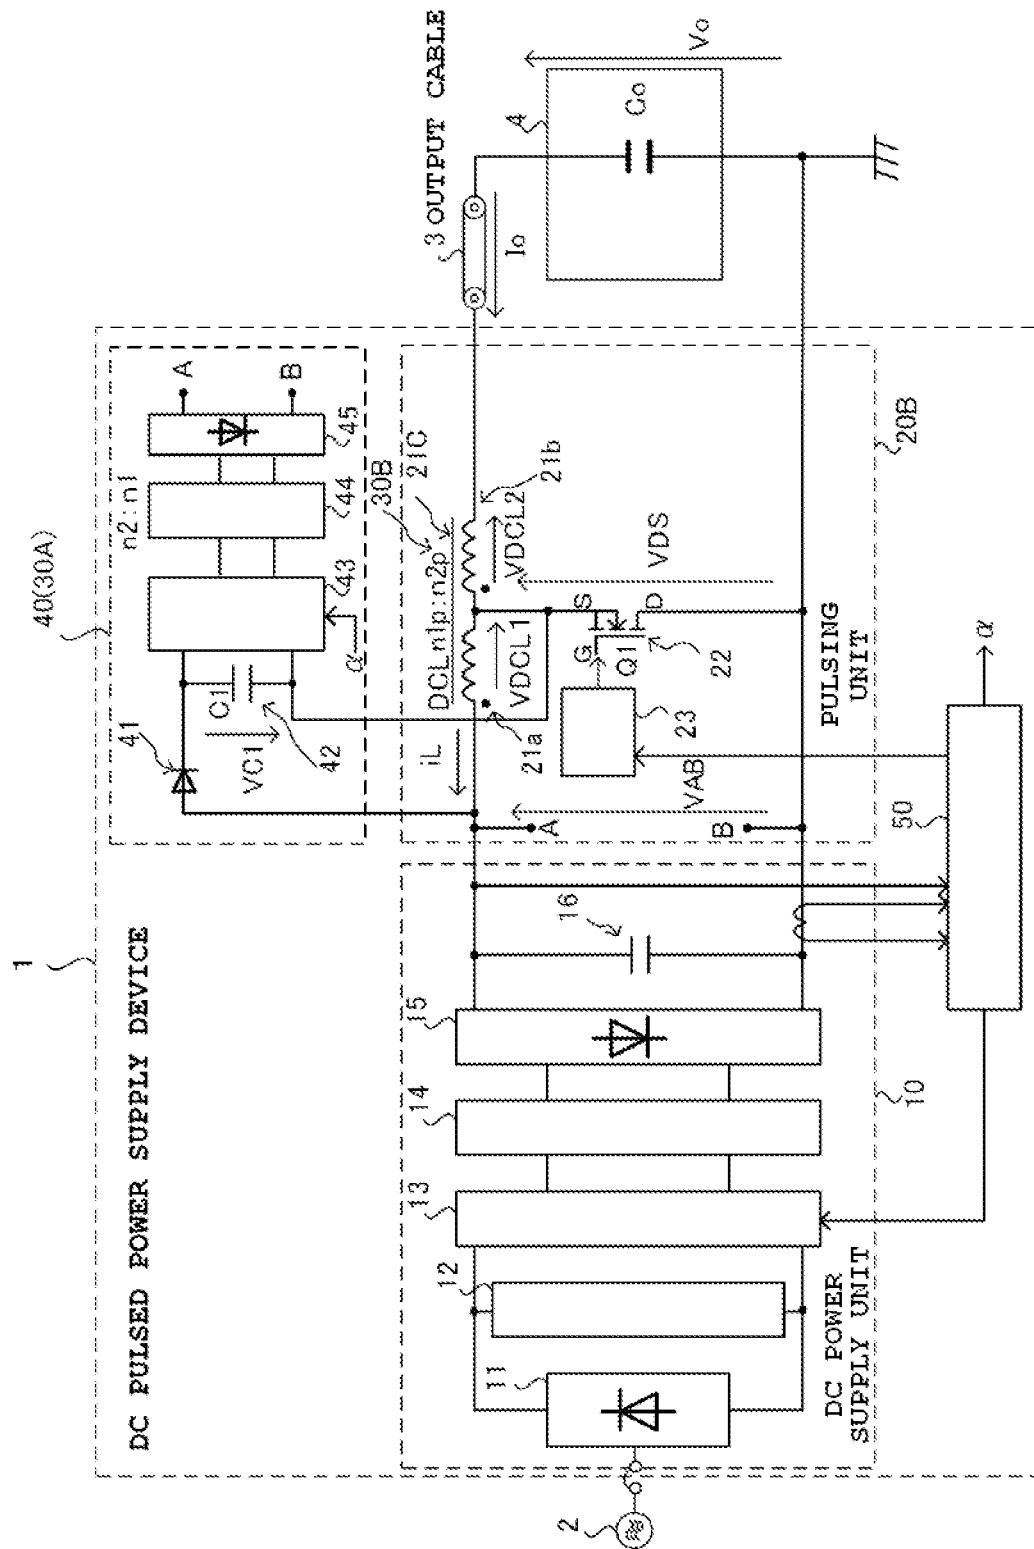 1
DC PULSED POWER SUPPLY DEVICE
40(30A)
n2:n1
41
C1
VC1
42
43
α
44
45
A
B
3 OUTPUT CABLE
Io
4
Co
Vo
30B
21C
DCL n1p:n2p
21b
VDCL2
VDCL1
21a
iL
A
B
VAB
VDS
S
G
D
Q1
22
23
PULSING
UNIT
20B
2
11
12
13
14
15
16
10
DC POWER
SUPPLY UNIT
50
α